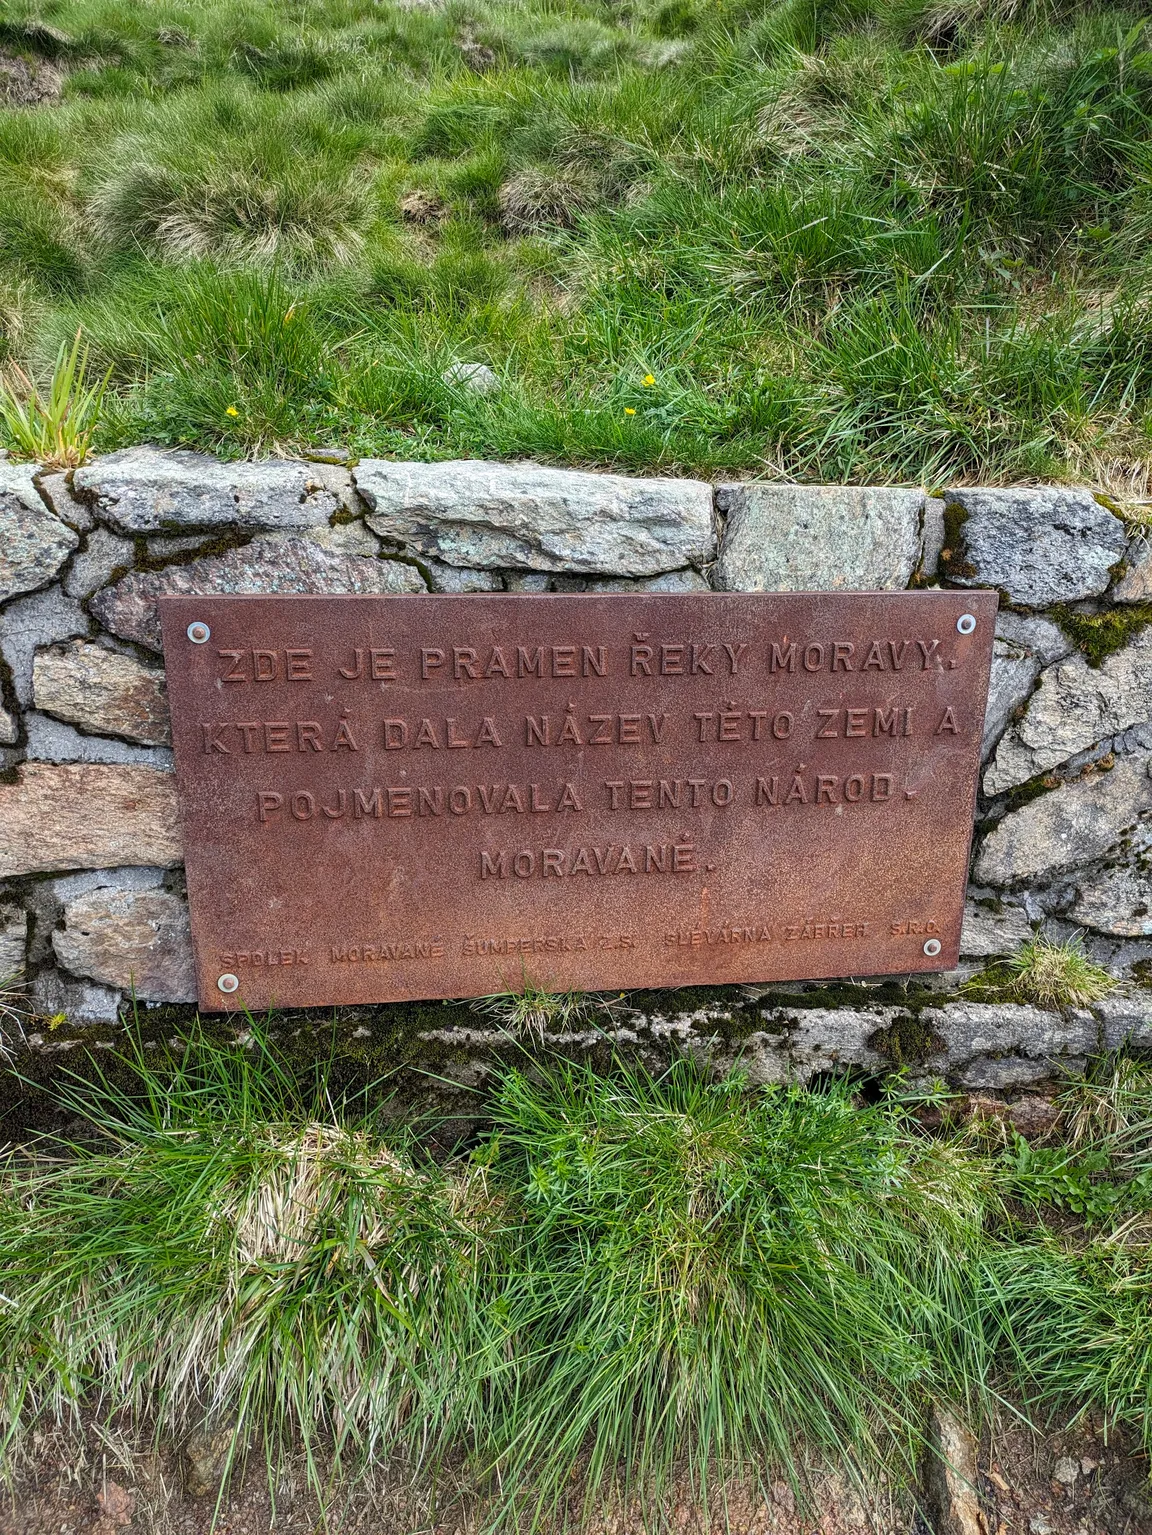 ZDE JE PRAMEN ŘEKY MORAVY.
KTERÁ DALA NÁZEV TÉTO ZEMI A
POJMENOVALA TENTO NÁROD.
MORAVANÉ.
SPOLEK MORAVANÉ ŠUMPERSKA Z.S. SLÉVÁRNA ZÁBŘEH S.R.O.